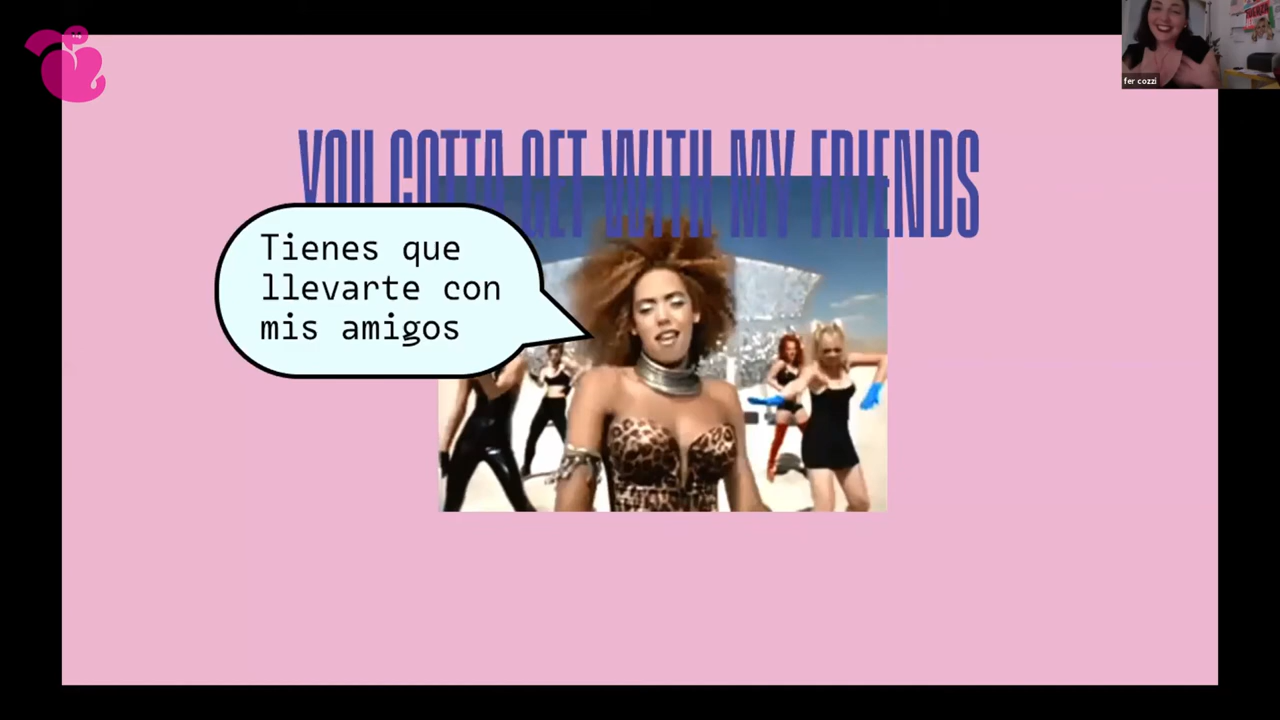 YOU GOTTA GET WITH MY FRIENDS
Tienes que
llevarte con
mis amigos
fer cozzi